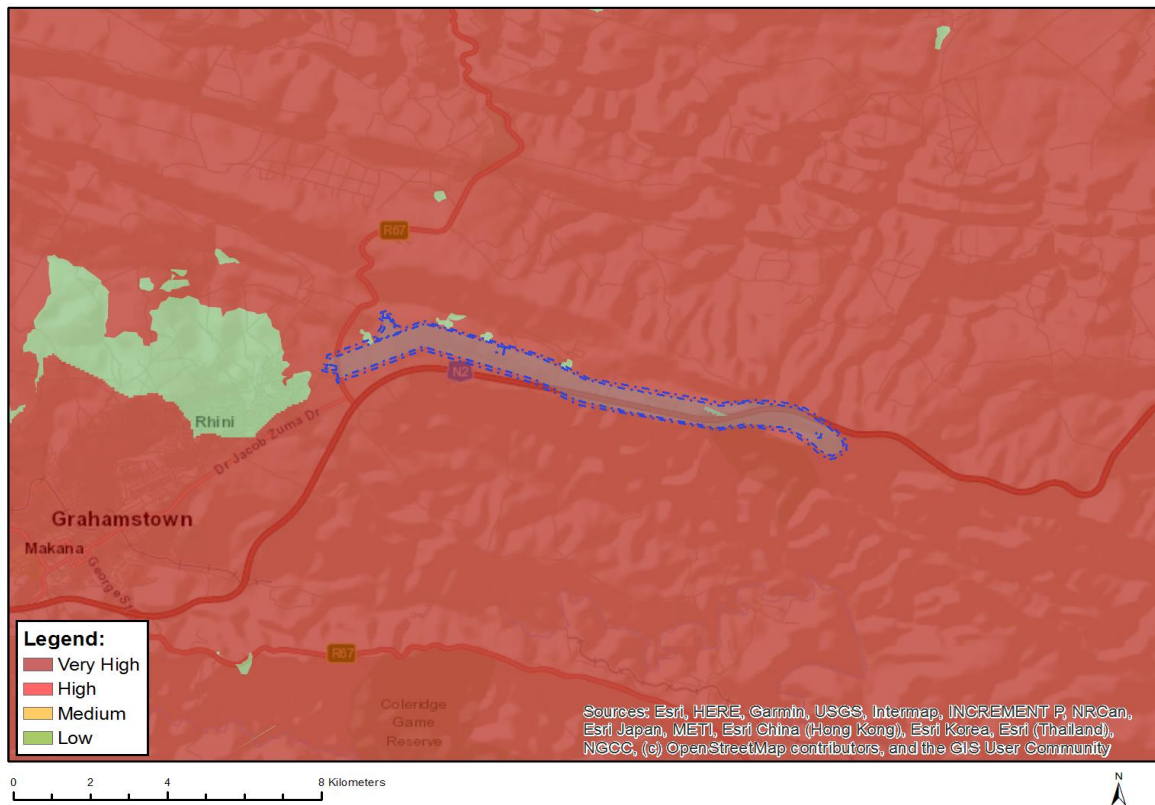 R67
N2
Rhini
Dr Jacob Zuma Dr
Grahamstown
Makana
George St
Legend:
Very High
High
Medium
Low
R67
Coleridge
Game
Reserve
Sources: Esri, HERE, Garmin, USGS, Intermap, INCREMENT P, NRCan,
Esri Japan, METI, Esri China (Hong Kong), Esri Korea, Esri (Thailand),
NGCC, (c) OpenStreetMap contributors, and the GIS User Community
0 2 4 8 Kilometers
N